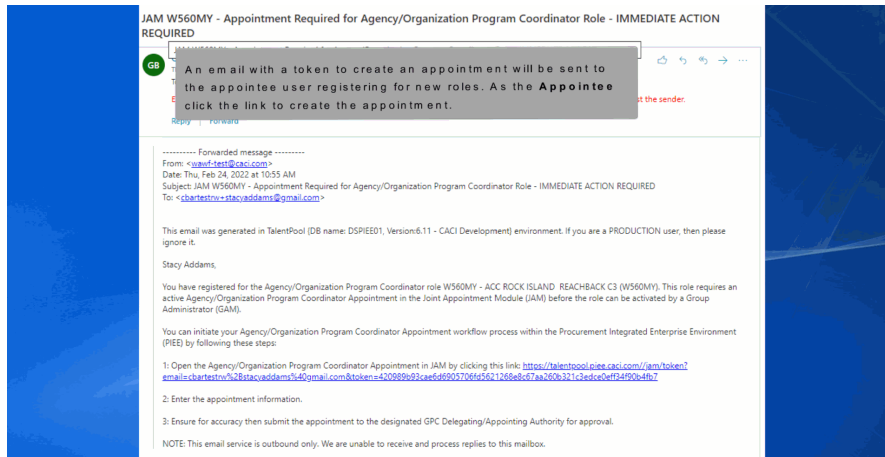 JAM W560MY - Appointment Required for Agency/Organization Program Coordinator Role - IMMEDIATE ACTION
REQUIRED
GB
An email with a token to create an appointment will be sent to
the appointee user registering for new roles. As the Appointee
click the link to create the appointment.
st the sender.
Reply | Forward
---------- Forwarded message ---------
From: <wawf-test@caci.com>
Date: Thu, Feb 24, 2022 at 10:55 AM
Subject: JAM W560MY - Appointment Required for Agency/Organization Program Coordinator Role - IMMEDIATE ACTION REQUIRED
To: <cbartestrw+stacyaddams@gmail.com>
This email was generated in TalentPool (DB name: DSPIEE01, Version:6.11 - CACI Development) environment. If you are a PRODUCTION user, then please
ignore it.
Stacy Addams,
You have registered for the Agency/Organization Program Coordinator role W560MY - ACC ROCK ISLAND REACHBACK C3 (W560MY). This role requires an
active Agency/Organization Program Coordinator Appointment in the Joint Appointment Module (JAM) before the role can be activated by a Group
Administrator (GAM).
You can initiate your Agency/Organization Program Coordinator Appointment workflow process within the Procurement Integrated Enterprise Environment
(PIEE) by following these steps:
1: Open the Agency/Organization Program Coordinator Appointment in JAM by clicking this link: https://talentpool.piee.caci.com//jam/token?
email=cbartestrw%2Bstacyaddams%40gmail.com&token=420989b93cae6d6905706fd5621268e8c67aa260b321c3edce0eff34f90b4fb7
2: Enter the appointment information.
3: Ensure for accuracy then submit the appointment to the designated GPC Delegating/Appointing Authority for approval.
NOTE: This email service is outbound only. We are unable to receive and process replies to this mailbox.